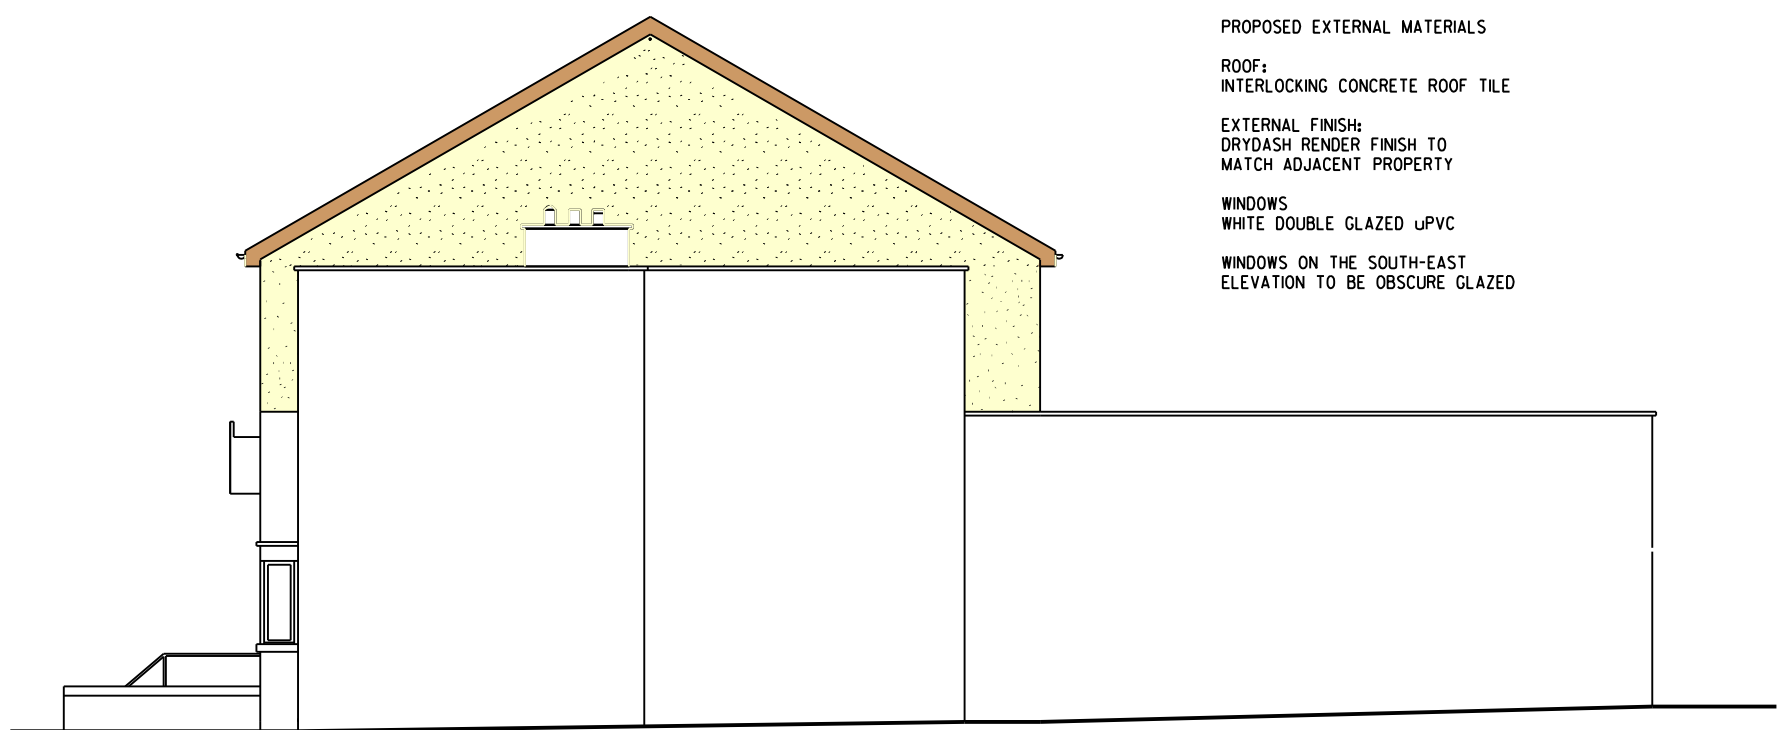 PROPOSED EXTERNAL MATERIALS
ROOF:
INTERLOCKING CONCRETE ROOF TILE
EXTERNAL FINISH:
DRYDASH RENDER FINISH TO
MATCH ADJACENT PROPERTY
WINDOWS
WHITE DOUBLE GLAZED uPVC
WINDOWS ON THE SOUTH-EAST
ELEVATION TO BE OBSCURE GLAZED